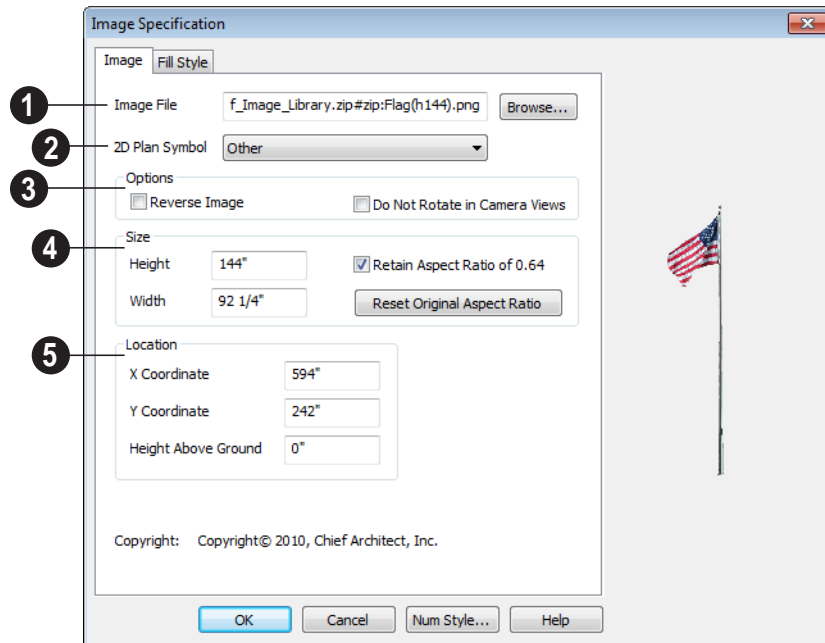 Image Specification
Image Fill Style
1 Image File f_Image_Library.zip#zip:Flag(h144).png Browse...
2 2D Plan Symbol Other
3 Options
Reverse Image Do Not Rotate in Camera Views
4 Size
Height 144" Retain Aspect Ratio of 0.64
Width 92 1/4" Reset Original Aspect Ratio
5 Location
X Coordinate 594"
Y Coordinate 242"
Height Above Ground 0"
Copyright: Copyright© 2010, Chief Architect, Inc.
OK Cancel Num Style... Help